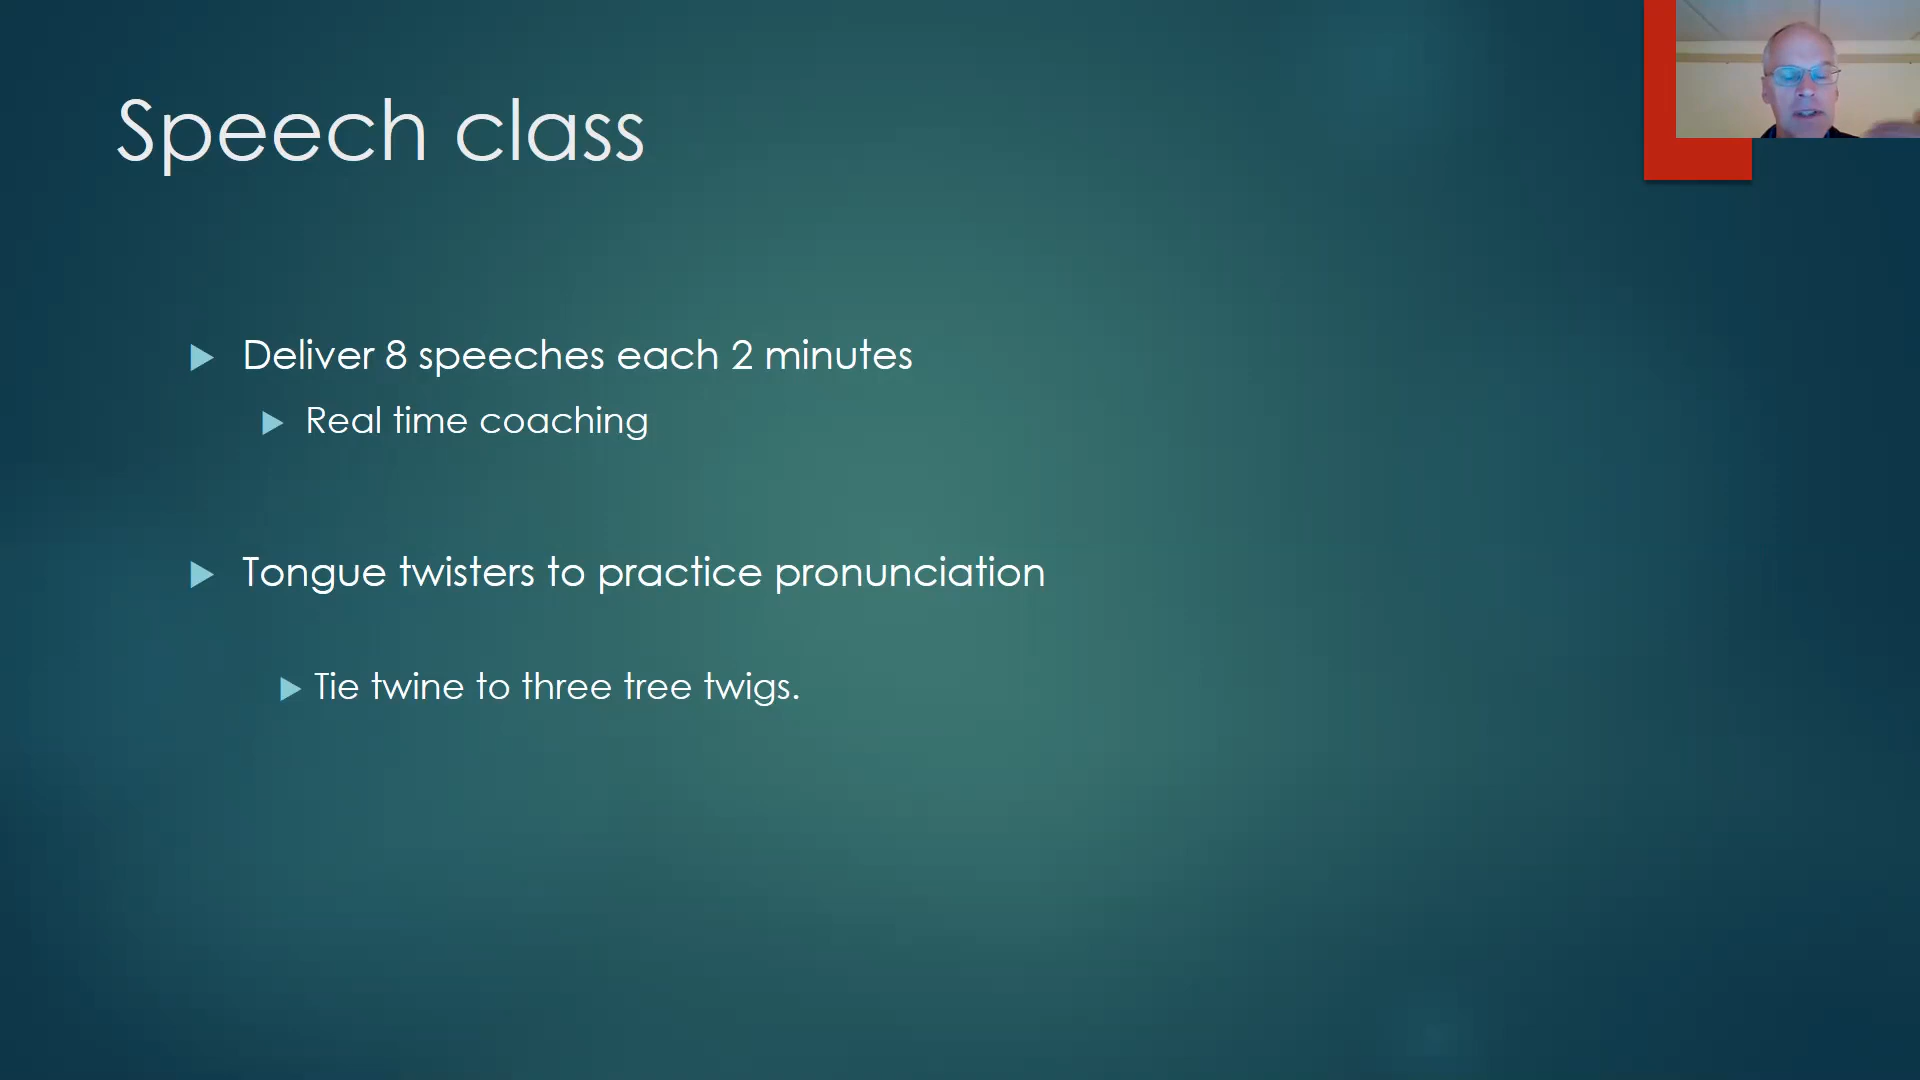 Speech class
Deliver 8 speeches each 2 minutes
Real time coaching
Tongue twisters to practice pronunciation
Tie twine to three tree twigs.